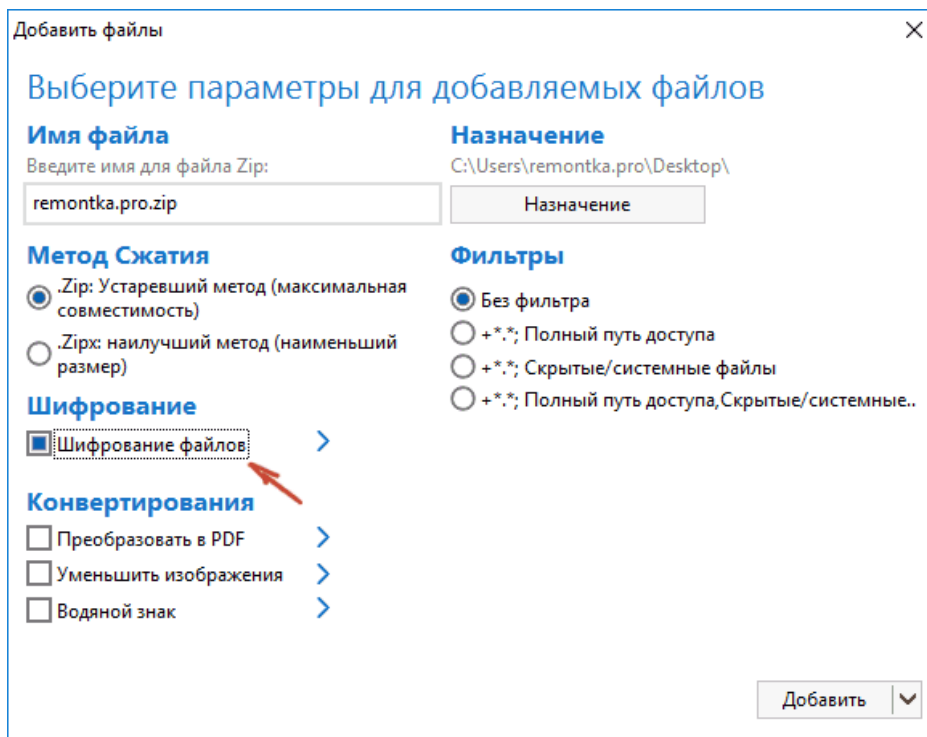 Добавить файлы
Выберите параметры для добавляемых файлов
Имя файла
Введите имя для файла Zip:
remontka.pro.zip
Назначение
C:\Users\remontka.pro\Desktop\
Назначение
Метод Сжатия
.Zip: Устаревший метод (максимальная
совместимость)
.Zipx: наилучший метод (наименьший
размер)
Фильтры
Без фильтра
+*.*; Полный путь доступа
+*.*; Скрытые/системные файлы
+*.*; Полный путь доступа,Скрытые/системные..
Шифрование
Шифрование файлов
Конвертирования
Преобразовать в PDF
Уменьшить изображения
Водяной знак
Добавить